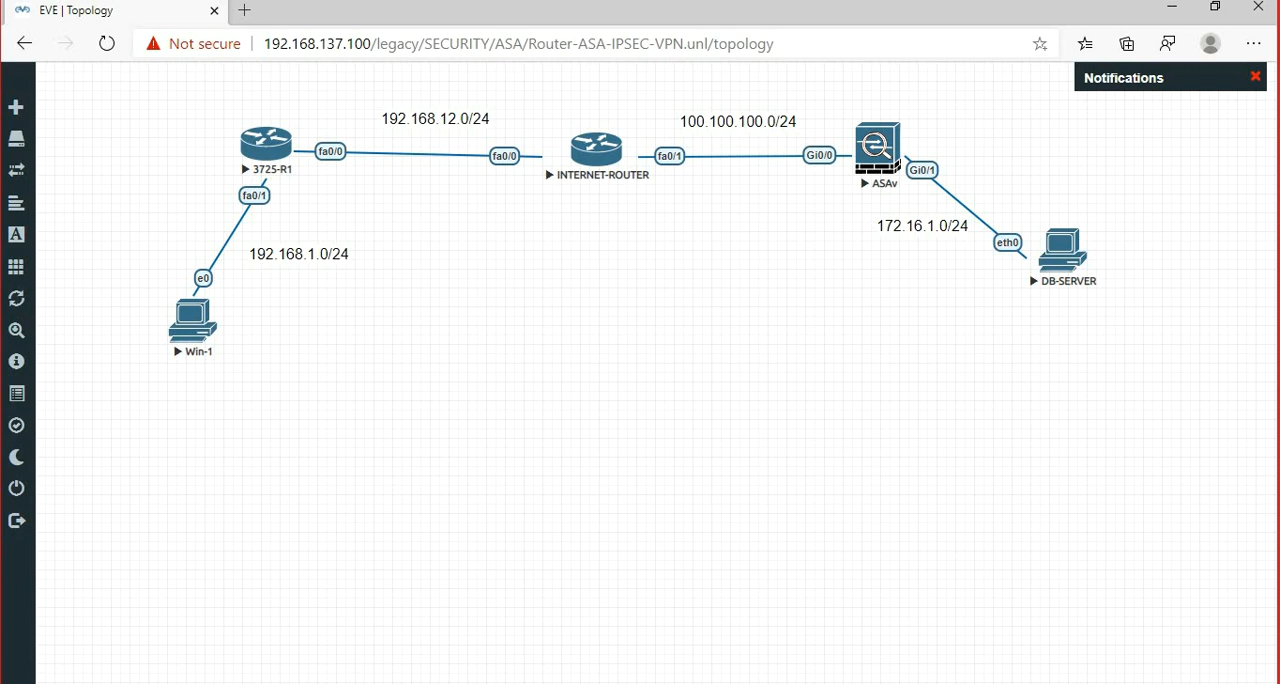 EVE | Topology
Not secure
192.168.137.100/legacy/SECURITY/ASA/Router-ASA-IPSEC-VPN.unl/topology
Notifications
192.168.12.0/24
100.100.100.0/24
fa0/0
fa0/0
fa0/1
Gi0/0
3725-R1
INTERNET-ROUTER
ASAv
Gi0/1
fa0/1
172.16.1.0/24
eth0
192.168.1.0/24
e0
DB-SERVER
Win-1
A